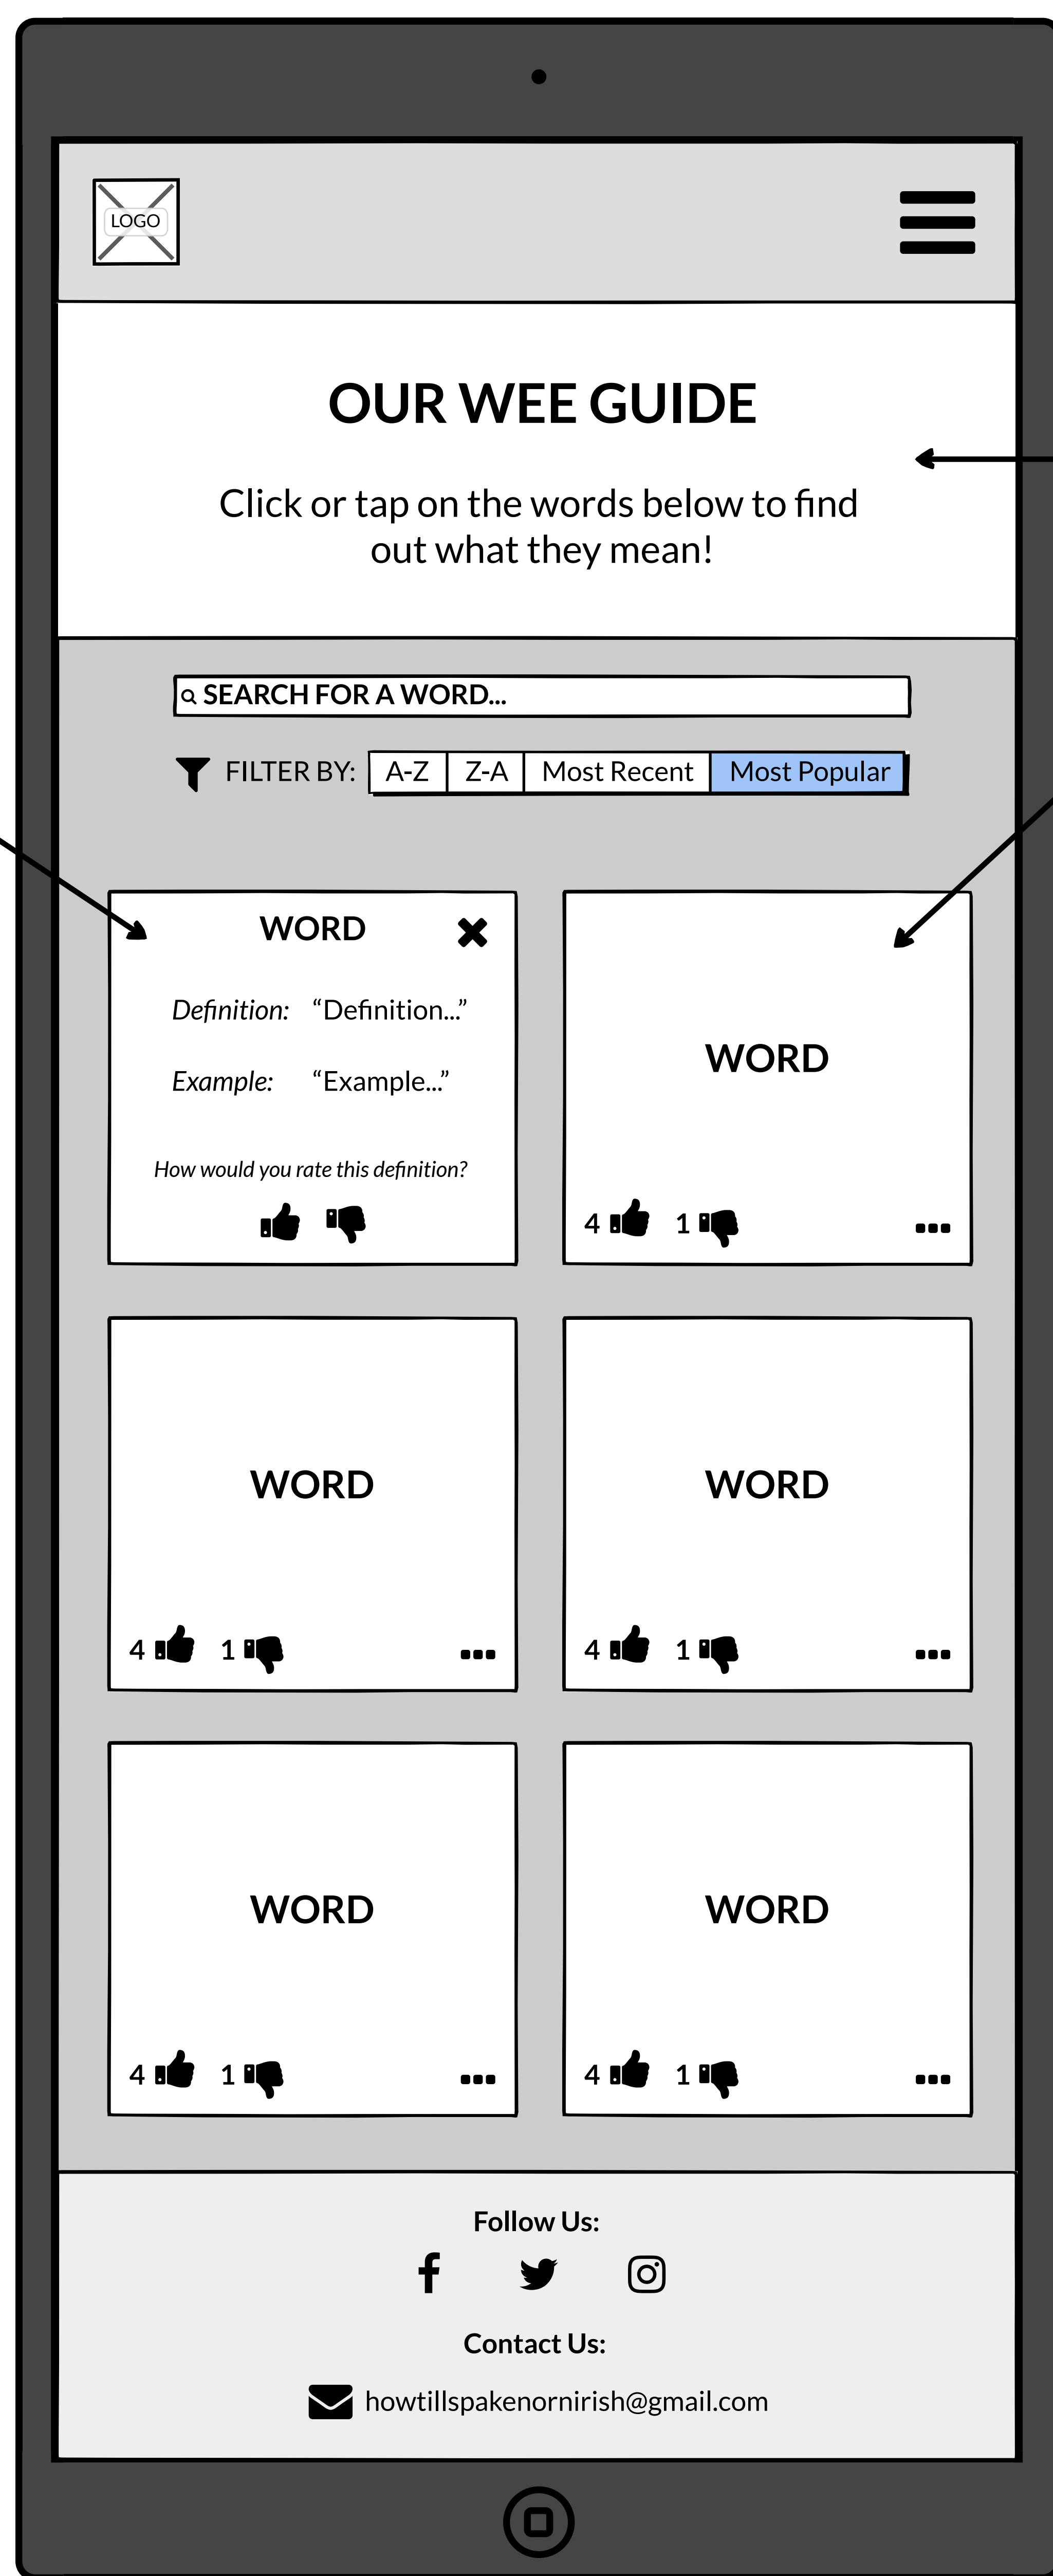 LOGO
OUR WEE GUIDE
Click or tap on the words below to find
out what they mean!
SEARCH FOR A WORD...
FILTER BY: A-Z Z-A Most Recent Most Popular
WORD
Definition: “Definition...”
Example: “Example...”
How would you rate this definition?
WORD
4 1
WORD
4 1
WORD
4 1
WORD
4 1
WORD
4 1
Follow Us:
Contact Us:
howtillspakenornirish@gmail.com